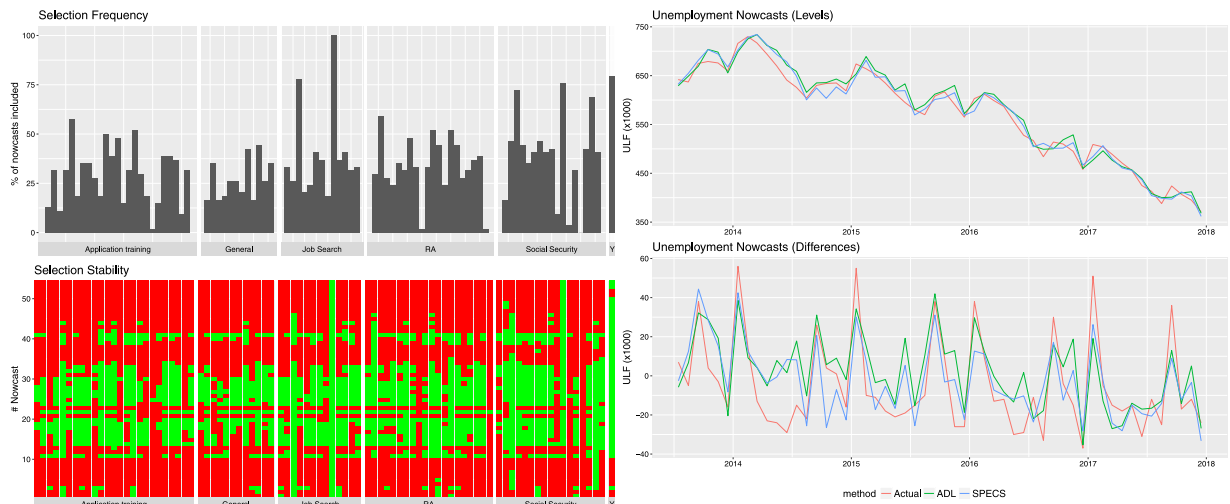 Selection Frequency
% of nowcasts included
100
75
50
25
0
Application training
General
Job Search
RA
Social Security
Y
Selection Stability
# Nowcast
50
40
30
20
10
Application training
General
Job Search
RA
Social Security
Y
Unemployment Nowcasts (Levels)
ULF (x1000)
750
650
550
450
350
2014
2015
2016
2017
2018
Unemployment Nowcasts (Differences)
ULF (x1000)
60
40
20
0
−20
−40
2014
2015
2016
2017
2018
method Actual ADL SPECS